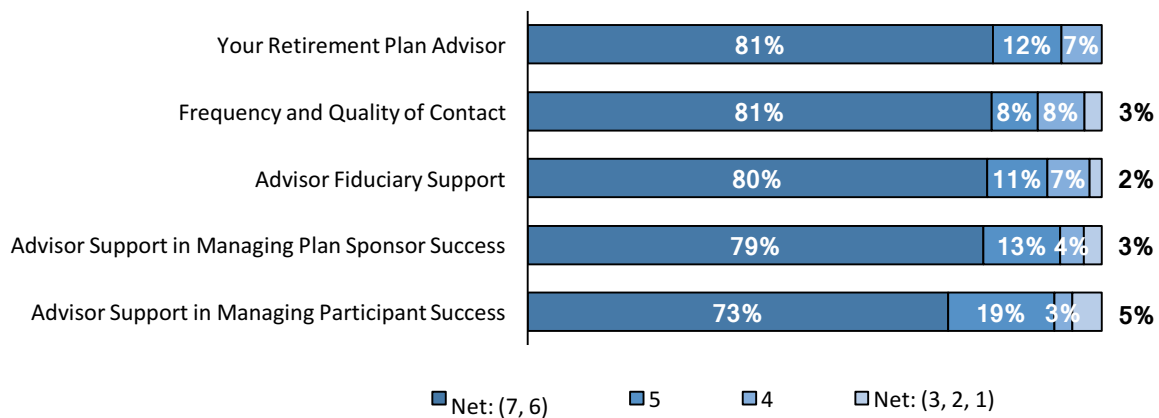 Your Retirement Plan Advisor 81% 12% 7%
Frequency and Quality of Contact 81% 8% 8% 3%
Advisor Fiduciary Support 80% 11% 7% 2%
Advisor Support in Managing Plan Sponsor Success 79% 13% 4% 3%
Advisor Support in Managing Participant Success 73% 19% 3% 5%
Net: (7, 6) 5 4 Net: (3, 2, 1)